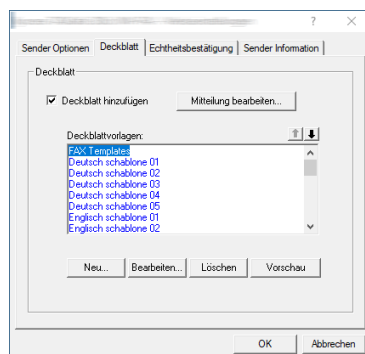 Sender Optionen Deckblatt Echtheitsbestätigung Sender Information
Deckblatt
Deckblatt hinzufügen Mitteilung bearbeiten...
Deckblattvorlagen:
FAX Templates
Deutsch schablone 01
Deutsch schablone 02
Deutsch schablone 03
Deutsch schablone 04
Deutsch schablone 05
Englisch schablone 01
Englisch schablone 02
Neu... Bearbeiten... Löschen Vorschau
OK Abbrechen